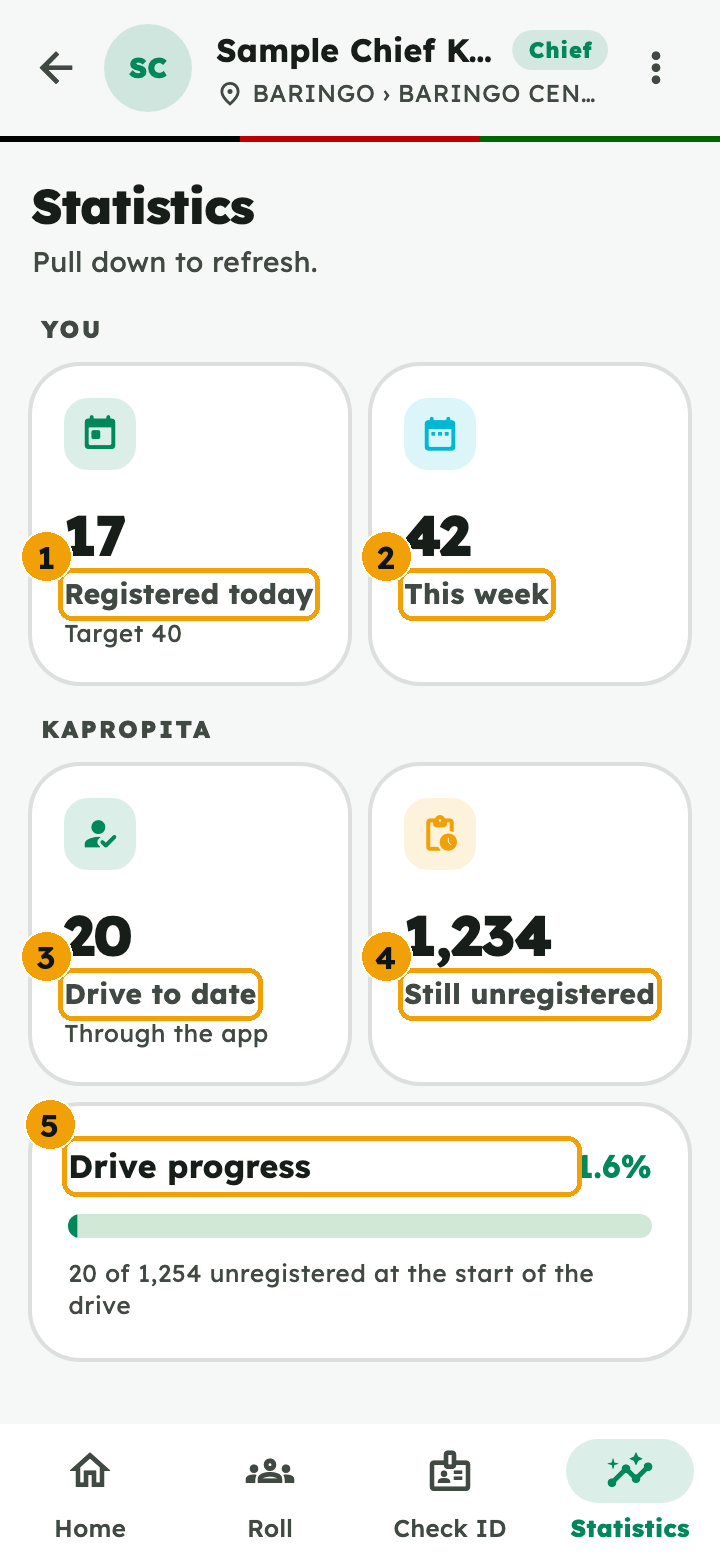 SC
Sample Chief K...
Chief
BARINGO › BARINGO CEN...
Statistics
Pull down to refresh.
YOU
17
1
Registered today
Target 40
42
2
This week
KAPROPITA
20
3
Drive to date
Through the app
1,234
4
Still unregistered
5
Drive progress
1.6%
20 of 1,254 unregistered at the start of the
drive
Home
Roll
Check ID
Statistics